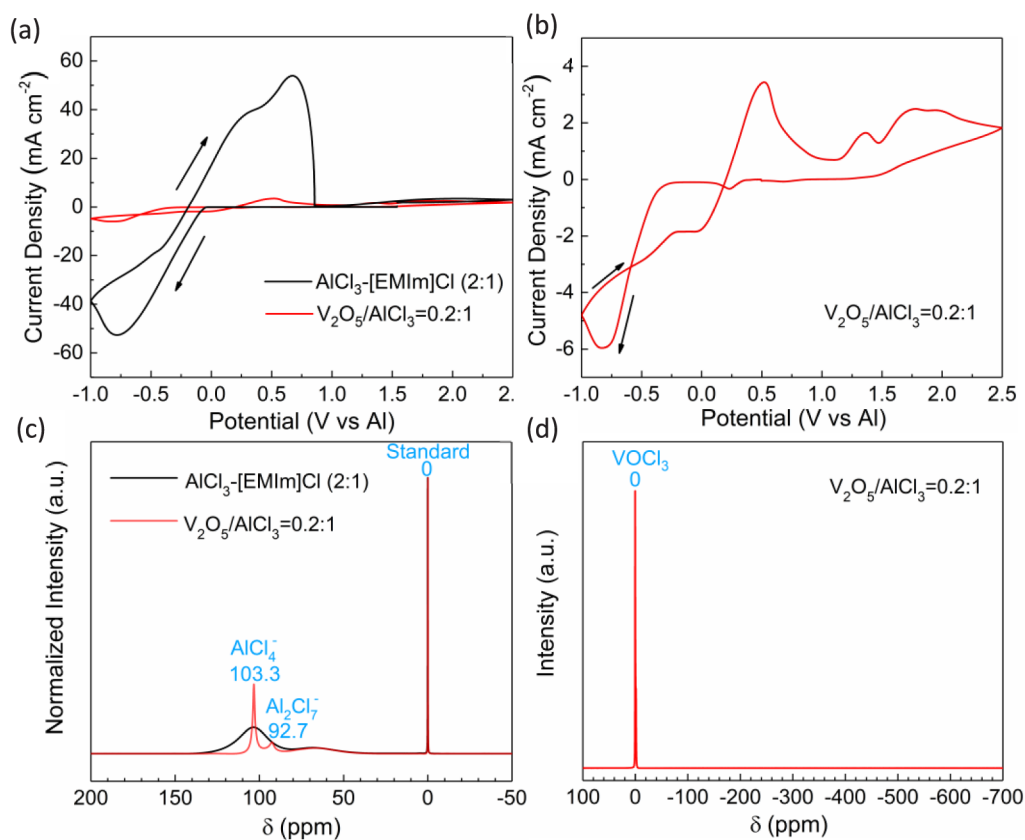 (a)
60
40
20
0
-20
-40
-60
Current Density (mA cm⁻²)
AlCl₃-[EMIm]Cl (2:1)
V₂O₅/AlCl₃=0.2:1
-1.0 -0.5 0.0 0.5 1.0 1.5 2.0 2.
Potential (V vs Al)
(b)
4
2
0
-2
-4
-6
Current Density (mA cm⁻²)
V₂O₅/AlCl₃=0.2:1
-1.0 -0.5 0.0 0.5 1.0 1.5 2.0 2.5
Potential (V vs Al)
(c)
Normalized Intensity (a.u.)
Standard
0
AlCl₃-[EMIm]Cl (2:1)
V₂O₅/AlCl₃=0.2:1
AlCl₄⁻
103.3
Al₂Cl₇⁻
92.7
200 150 100 50 0 -50
δ (ppm)
(d)
Intensity (a.u.)
VOCl₃
0
V₂O₅/AlCl₃=0.2:1
100 0 -100 -200 -300 -400 -500 -600 -700
δ (ppm)